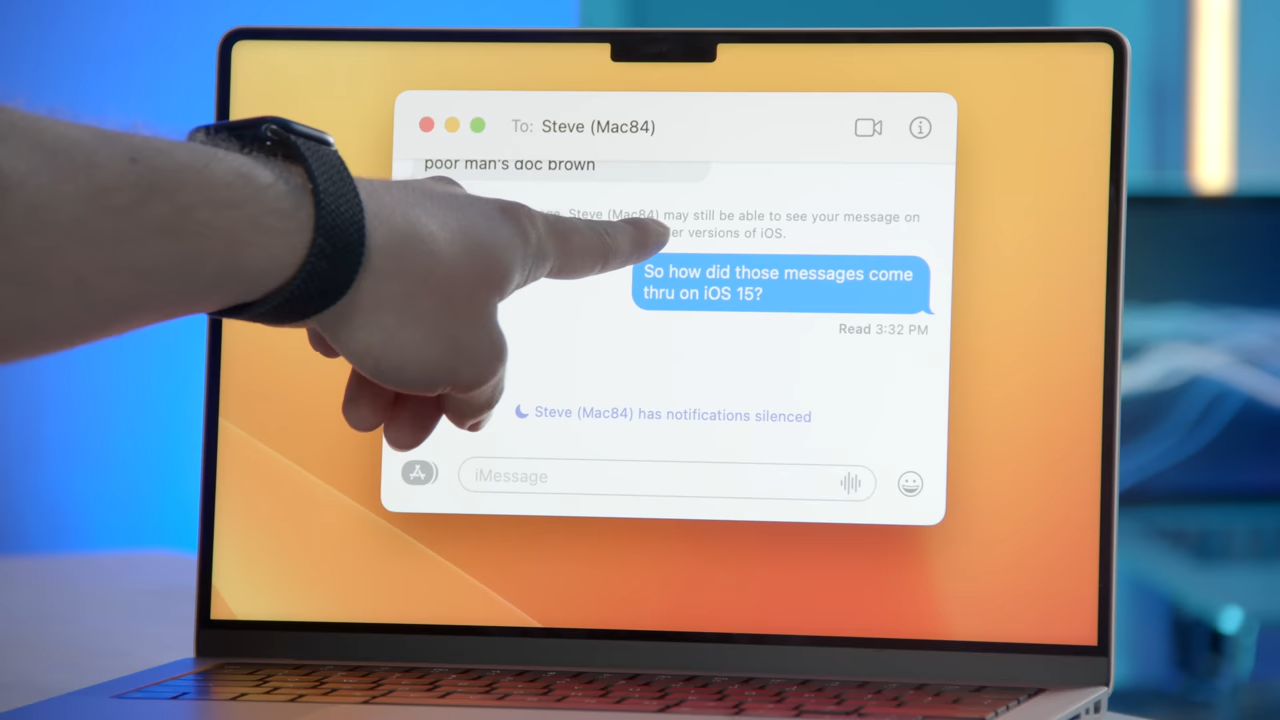 To: Steve (Mac84)
poor man's doc brown
Steve (Mac84) may still be able to see your message on
versions of iOS.
So how did those messages come
thru on iOS 15?
Read 3:32 PM
Steve (Mac84) has notifications silenced
iMessage